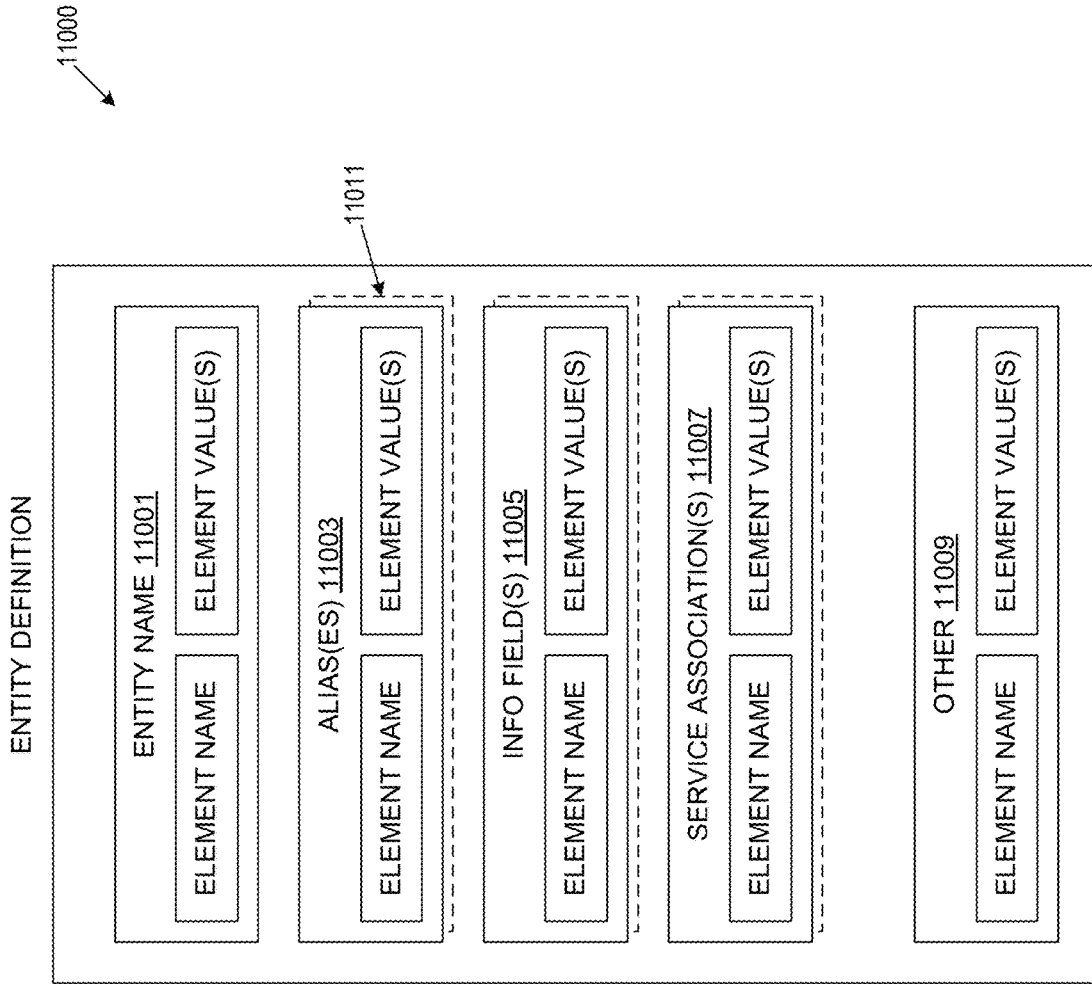 ENTITY DEFINITION
11000
ENTITY NAME 11001
ELEMENT NAME
ELEMENT VALUE(S)
11011
ALIAS(ES) 11003
ELEMENT NAME
ELEMENT VALUE(S)
INFO FIELD(S) 11005
ELEMENT NAME
ELEMENT VALUE(S)
SERVICE ASSOCIATION(S) 11007
ELEMENT NAME
ELEMENT VALUE(S)
OTHER 11009
ELEMENT NAME
ELEMENT VALUE(S)